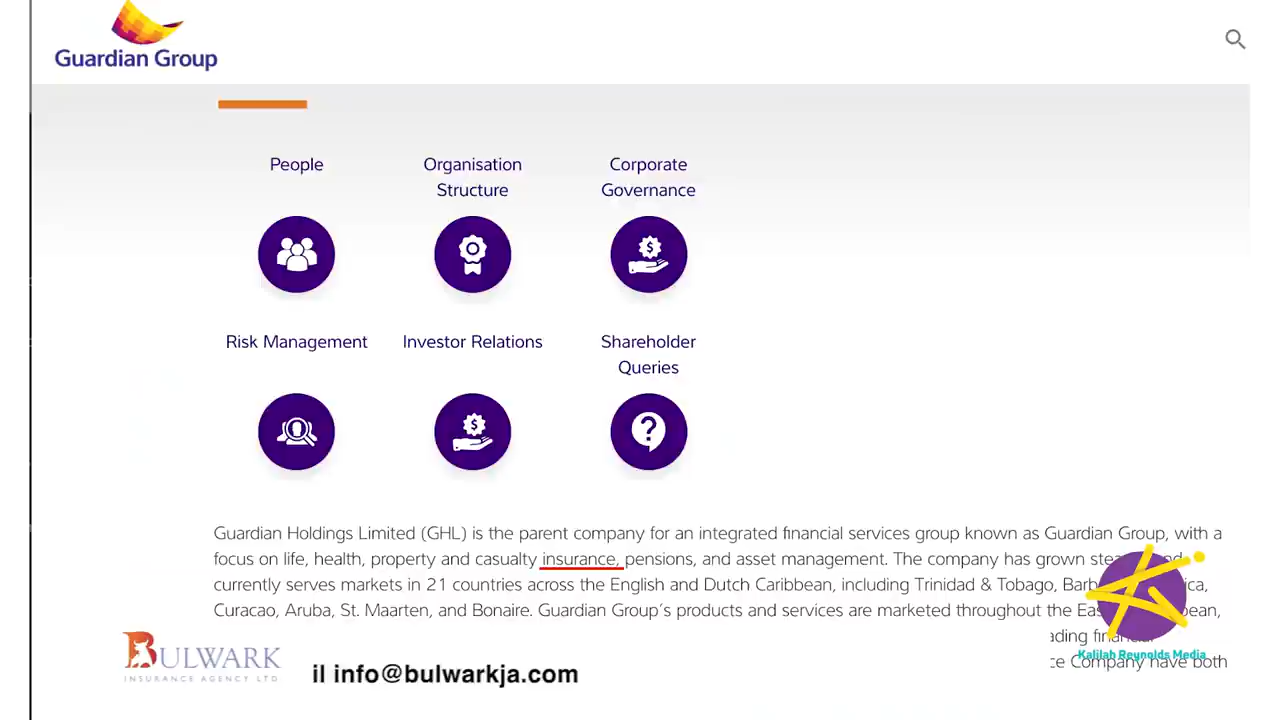 Guardian Group
People
Organisation
Structure
Corporate
Governance
Risk Management
Investor Relations
Shareholder
Queries
Guardian Holdings Limited (GHL) is the parent company for an integrated financial services group known as Guardian Group, with a
focus on life, health, property and casualty insurance, pensions, and asset management. The company has grown
currently serves markets in 21 countries across the English and Dutch Caribbean, including Trinidad & Tobago,
Curacao, Aruba, St. Maarten, and Bonaire. Guardian Group's products and services are marketed throughout the
ce Company have both
BULWARK
INSURANCE AGENCY LTD.
il info@bulwarkja.com
Kalilah Reynolds Media